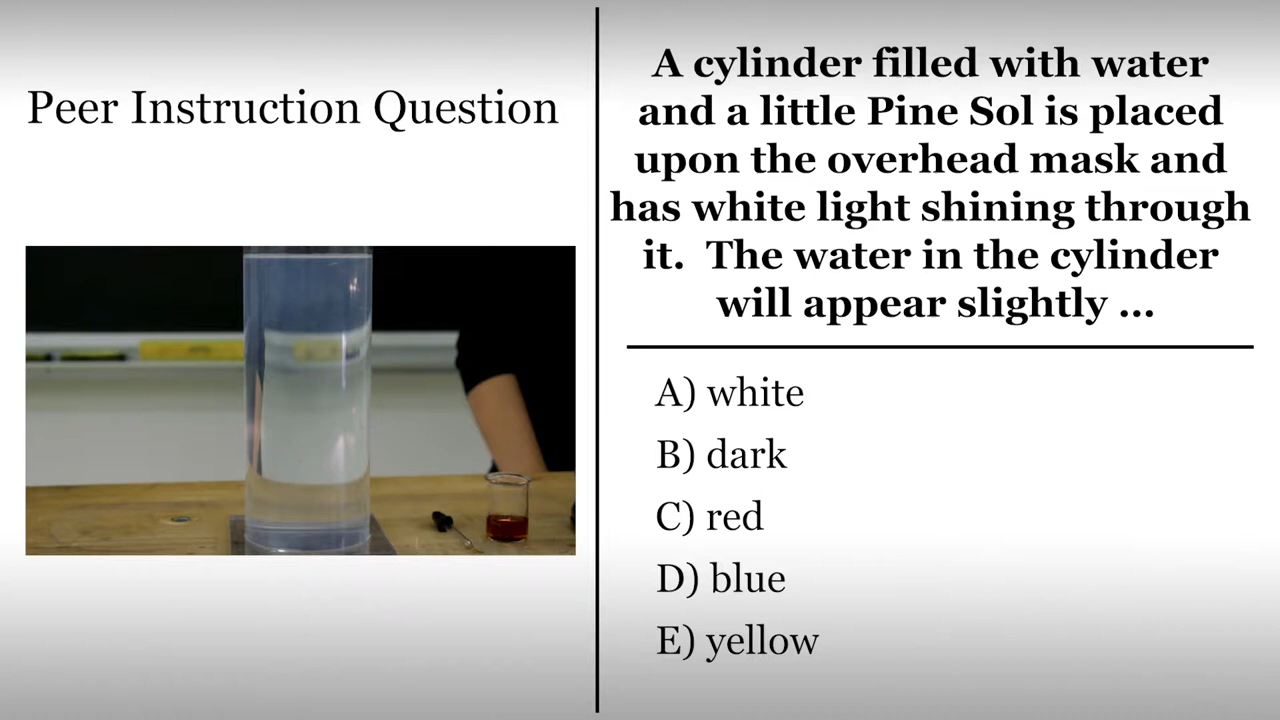 Peer Instruction Question
A cylinder filled with water
and a little Pine Sol is placed
upon the overhead mask and
has white light shining through
it.  The water in the cylinder
will appear slightly ...
A) white
B) dark
C) red
D) blue
E) yellow